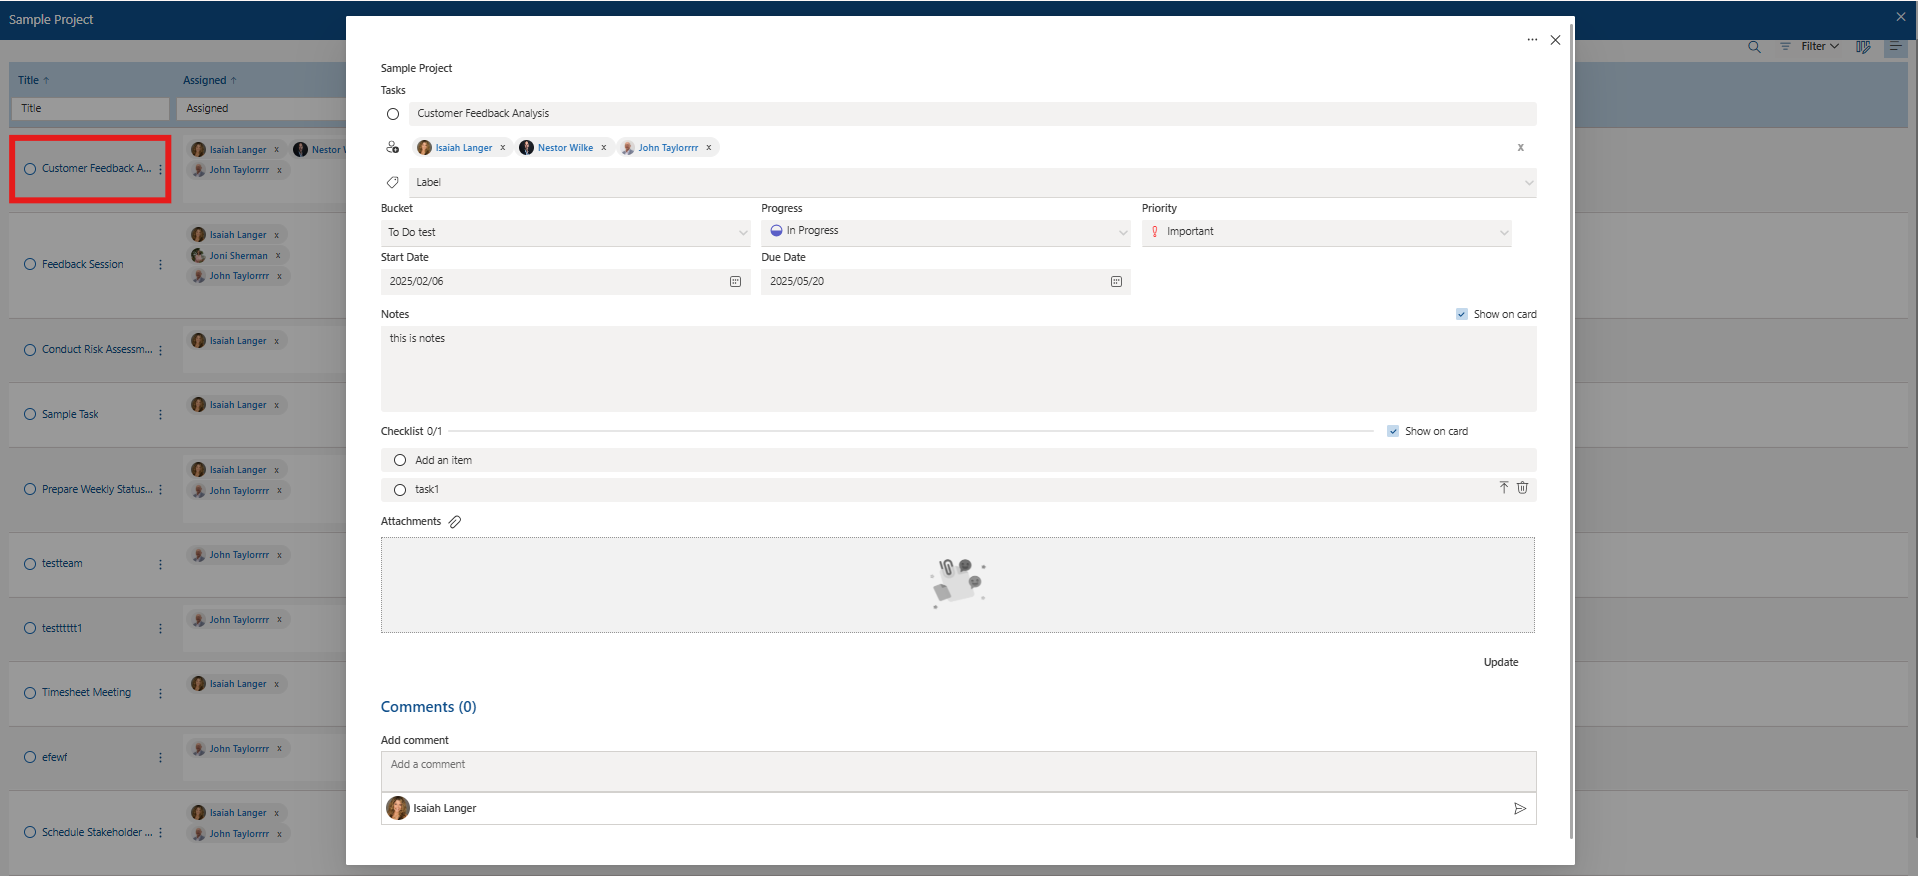 Sample Project
Filter
Title ↑ Assigned ↑
Title Assigned
Customer Feedback A...
Isaiah Langer x Nestor
John Taylorrrr x
Feedback Session
Isaiah Langer x
Joni Sherman x
John Taylorrrr x
Conduct Risk Assessm...
Isaiah Langer x
Sample Task
Isaiah Langer x
Prepare Weekly Status...
Isaiah Langer x
John Taylorrrr x
testteam
John Taylorrrr x
testttttt1
John Taylorrrr x
Timesheet Meeting
Isaiah Langer x
efewf
John Taylorrrr x
Schedule Stakeholder ...
Isaiah Langer x
John Taylorrrr x
Sample Project
Tasks
Customer Feedback Analysis
Isaiah Langer x Nestor Wilke x John Taylorrrr x x
Label
Bucket Progress Priority
To Do test In Progress Important
Start Date Due Date
2025/02/06 2025/05/20
Notes Show on card
this is notes
Checklist 0/1 Show on card
Add an item
task1
Attachments
Update
Comments (0)
Add comment
Add a comment
Isaiah Langer